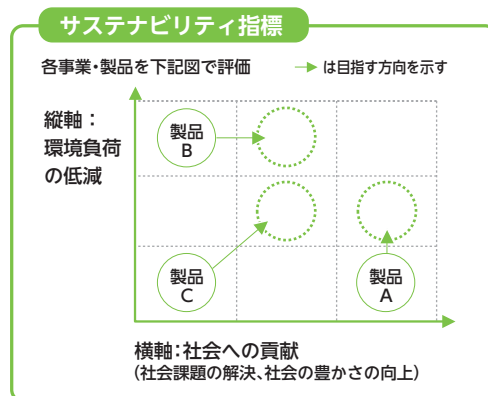 サステナビリティ指標
各事業・製品を下記図で評価
は目指す方向を示す
縦軸：
環境負荷
の低減
製品
B
製品
C
製品
A
横軸:社会への貢献
(社会課題の解決、社会の豊かさの向上)